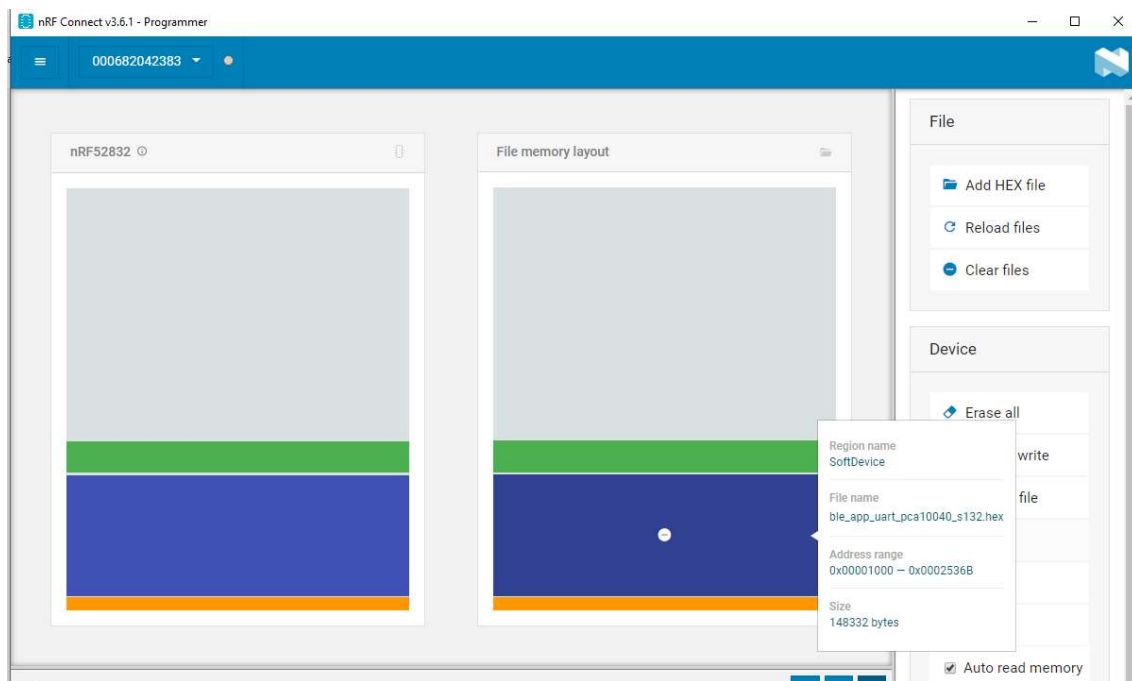 nRF Connect v3.6.1 - Programmer
000682042383
nRF52832
File memory layout
File
Add HEX file
Reload files
Clear files
Device
Erase all
write
file
Region name
SoftDevice
File name
ble_app_uart_pca10040_s132.hex
Address range
0x00001000 — 0x0002536B
Size
148332 bytes
Auto read memory